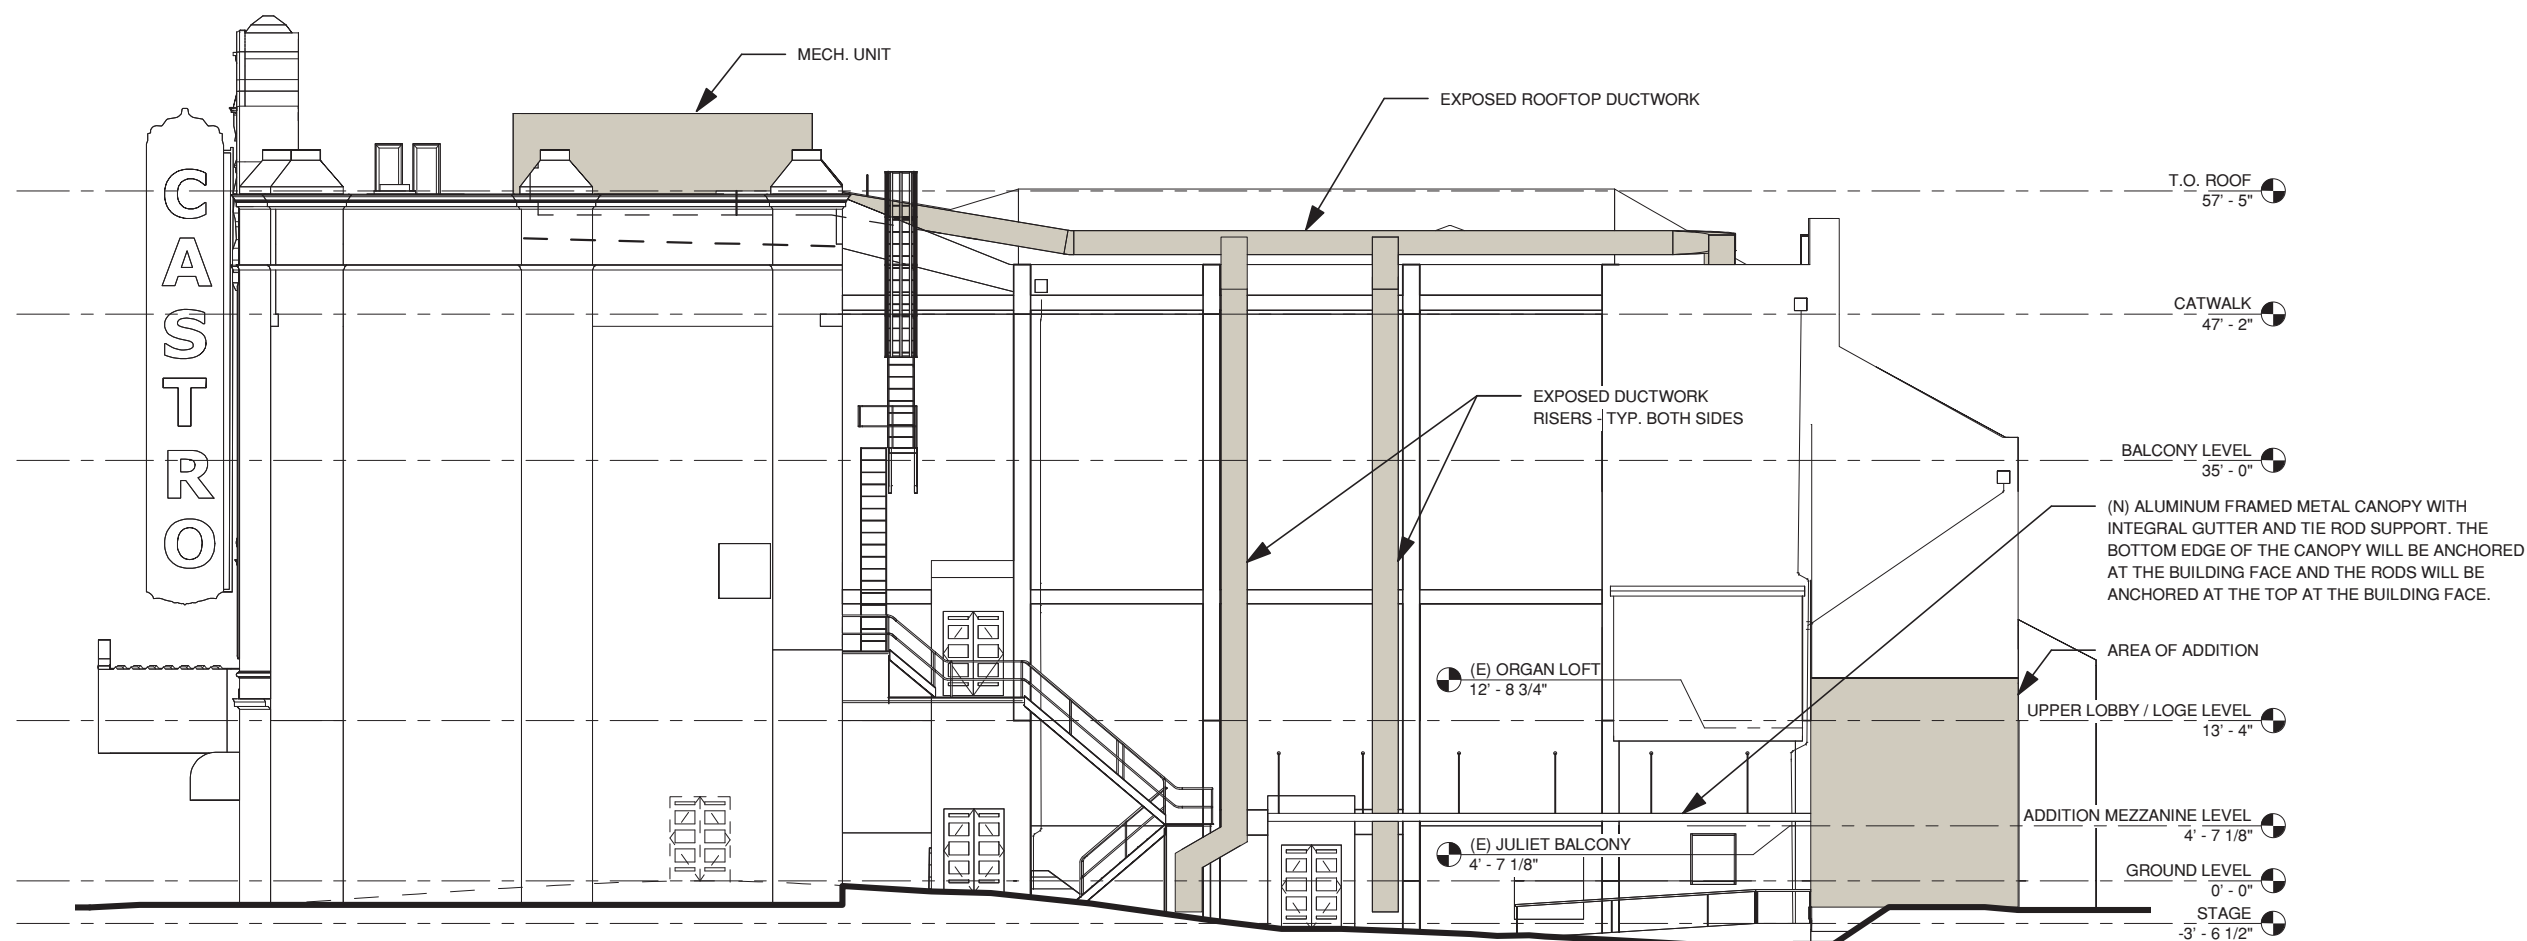 MECH. UNIT
EXPOSED ROOFTOP DUCTWORK
CASTRO
T.O. ROOF
57' - 5"
CATWALK
47' - 2"
EXPOSED DUCTWORK
RISERS - TYP. BOTH SIDES
BALCONY LEVEL
35' - 0"
(N) ALUMINUM FRAMED METAL CANOPY WITH
INTEGRAL GUTTER AND TIE ROD SUPPORT. THE
BOTTOM EDGE OF THE CANOPY WILL BE ANCHORED
AT THE BUILDING FACE AND THE RODS WILL BE
ANCHORED AT THE TOP AT THE BUILDING FACE.
AREA OF ADDITION
(E) ORGAN LOFT
12' - 8 3/4"
UPPER LOBBY / LOGE LEVEL
13' - 4"
ADDITION MEZZANINE LEVEL
4' - 7 1/8"
(E) JULIET BALCONY
4' - 7 1/8"
GROUND LEVEL
0' - 0"
STAGE
-3' - 6 1/2"